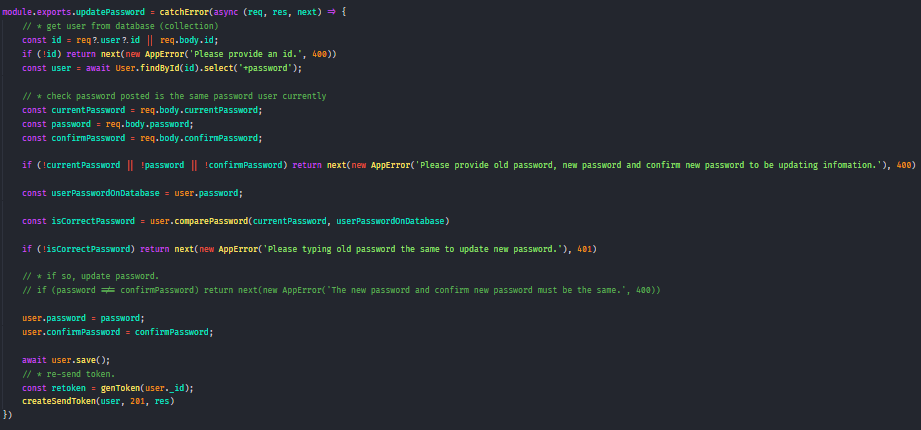 module.exports.updatePassword = catchError(async (req, res, next) => {
// * get user from database (collection)
const id = req?.user?.id || req.body.id;
if (!id) return next(new AppError('Please provide an id.', 400))
const user = await User.findById(id).select('+password');
// * check password posted is the same password user currently
const currentPassword = req.body.currentPassword;
const password = req.body.password;
const confirmPassword = req.body.confirmPassword;
if (!currentPassword || !password || !confirmPassword) return next(new AppError('Please provide old password, new password and confirm new password to be updating infomation.'), 400)
const userPasswordOnDatabase = user.password;
const isCorrectPassword = user.comparePassword(currentPassword, userPasswordOnDatabase)
if (!isCorrectPassword) return next(new AppError('Please typing old password the same to update new password.'), 401)
// * if so, update password.
// if (password !== confirmPassword) return next(new AppError('The new password and confirm new password must be the same.', 400))
user.password = password;
user.confirmPassword = confirmPassword;
await user.save();
// * re-send token.
const retoken = genToken(user._id);
createSendToken(user, 201, res)
})